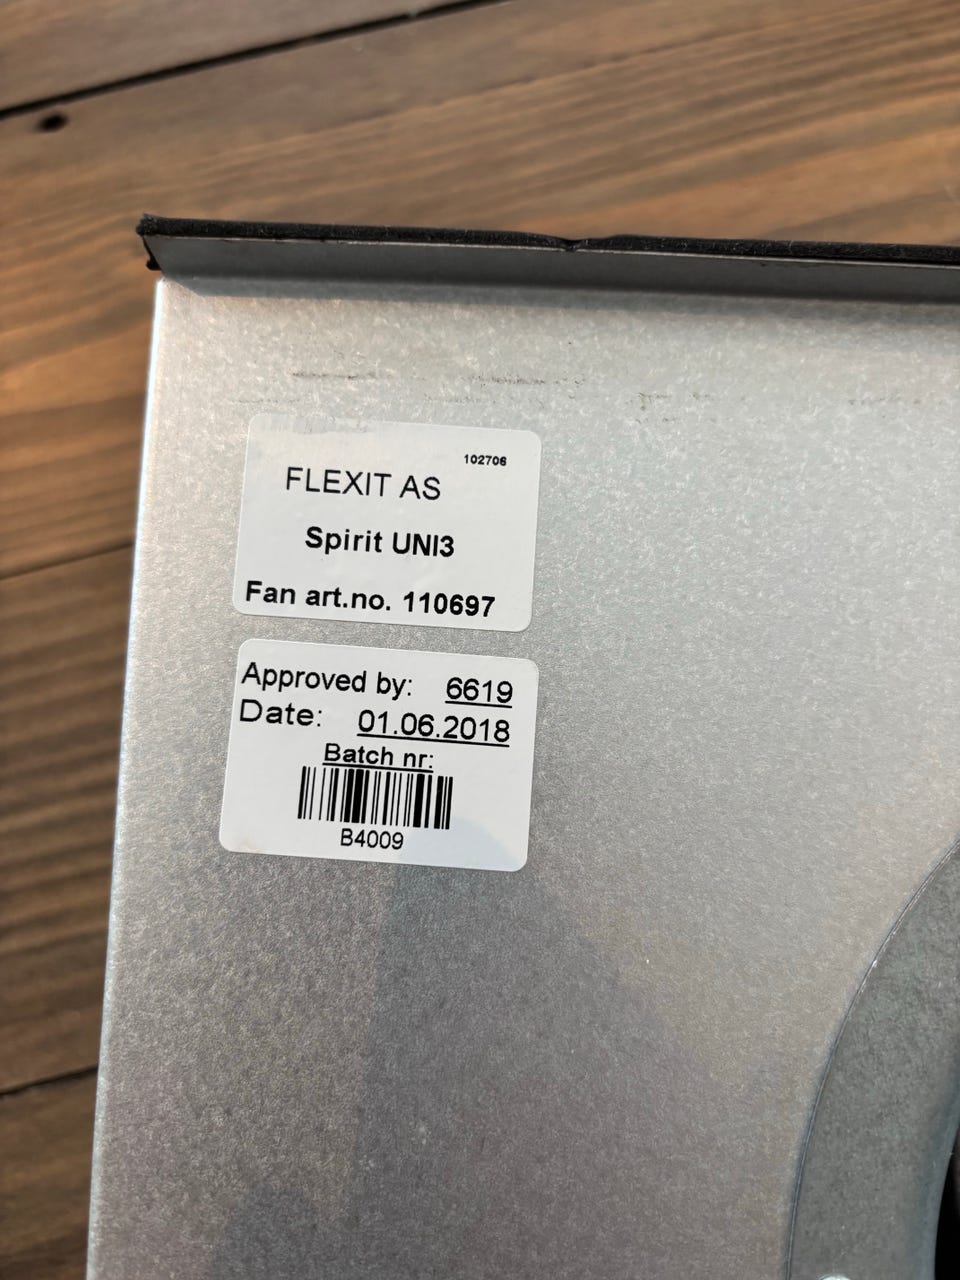 102706
FLEXIT AS
Spirit UNI3
Fan art.no. 110697
Approved by: 6619
Date: 01.06.2018
Batch nr:
B4009